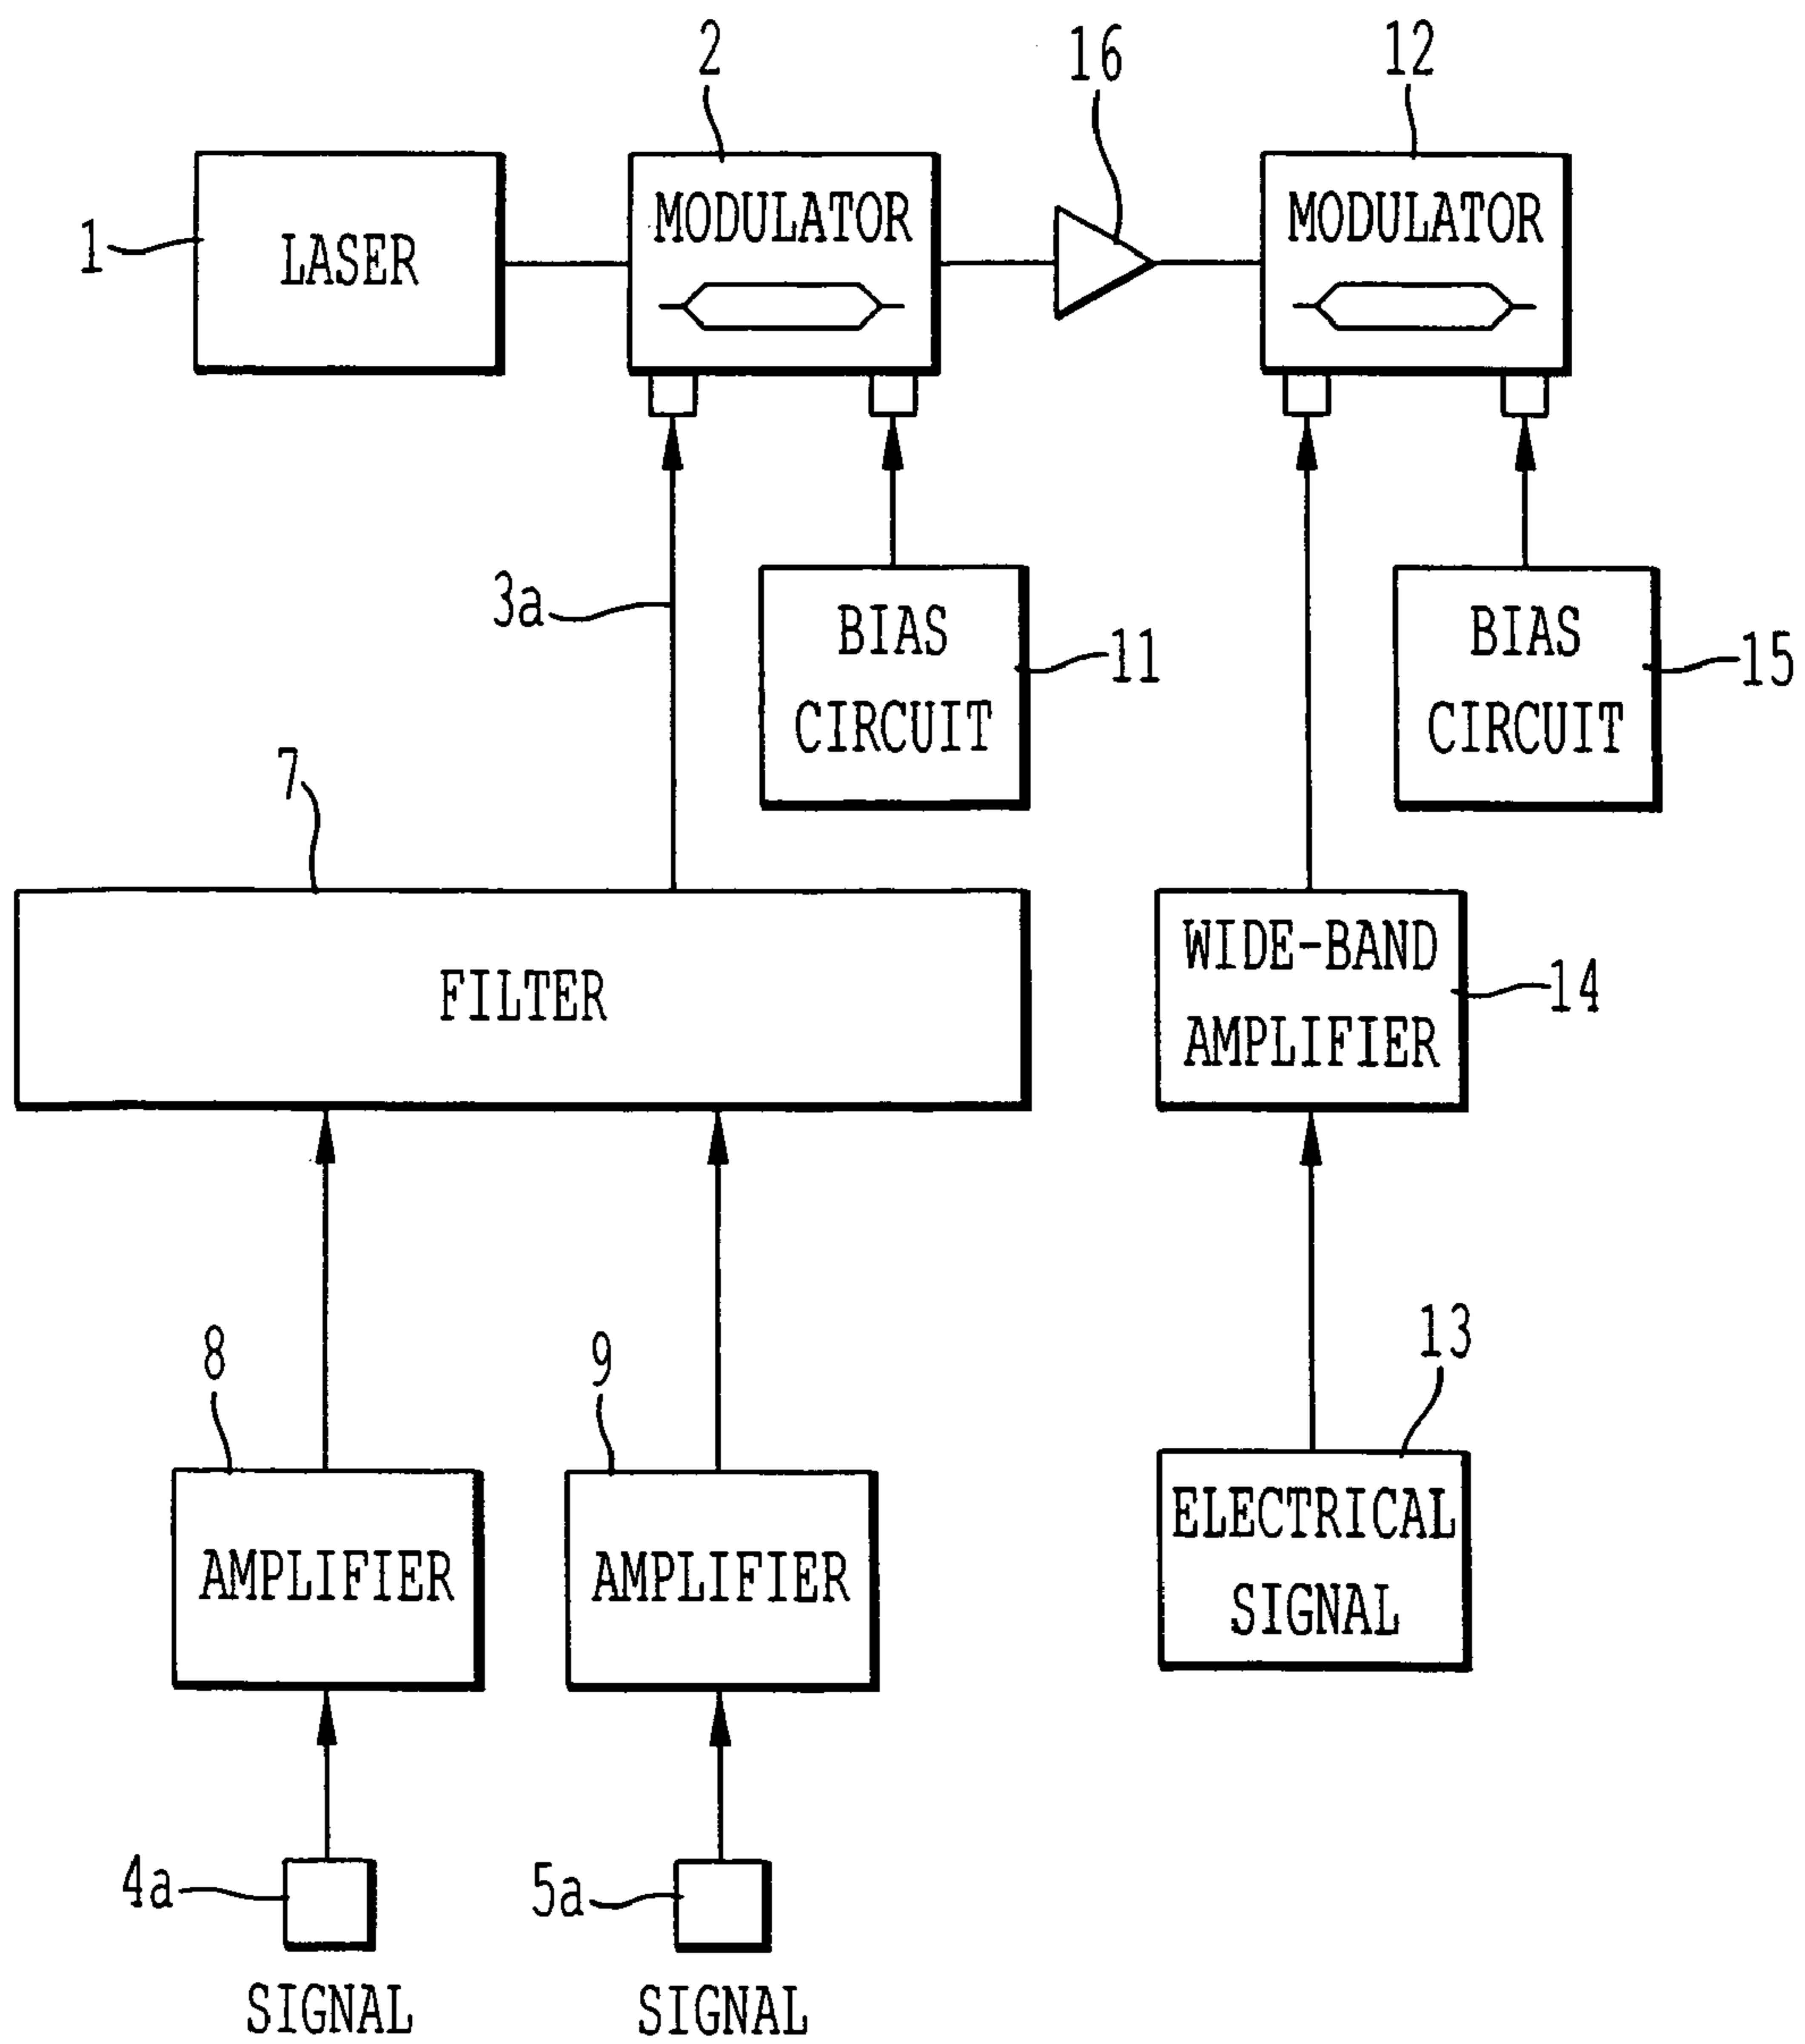 2
16
12
1
LASER
MODULATOR
MODULATOR
3a
BIAS
CIRCUIT
11
BIAS
CIRCUIT
15
7
FILTER
WIDE-BAND
AMPLIFIER
14
8
9
13
AMPLIFIER
AMPLIFIER
ELECTRICAL
SIGNAL
4a
5a
SIGNAL
SIGNAL